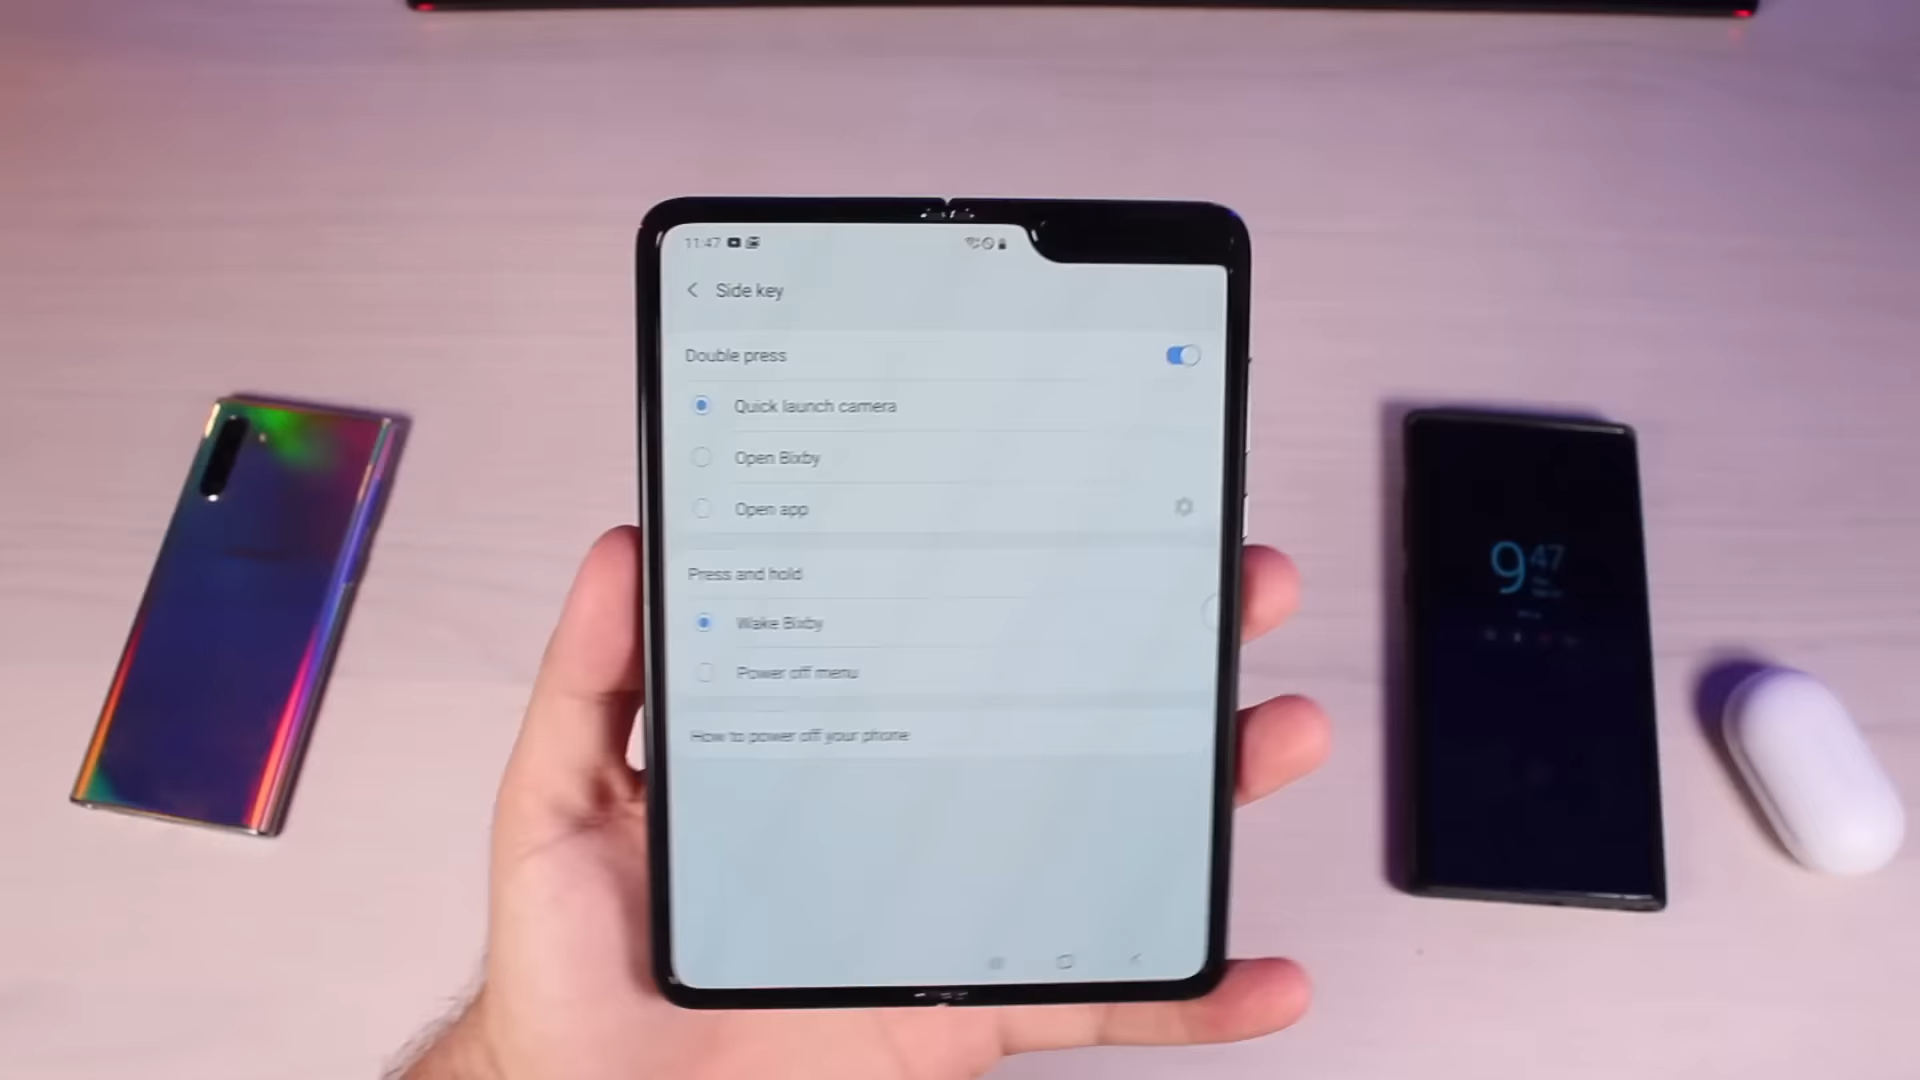 11:47
Side key
Double press
Quick launch camera
Open Bixby
Open app
Press and hold
Wake Bixby
Power off menu
How to power off your phone
9 47